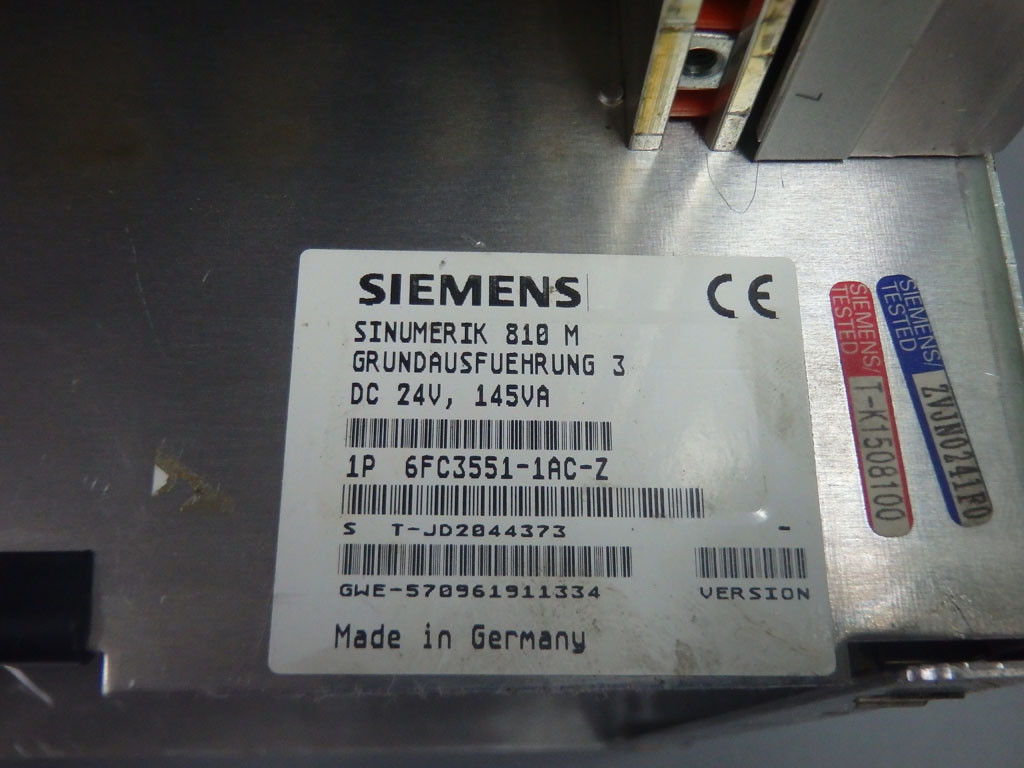 SIEMENS
CE
SINUMERIK 810 M
GRUNDAUSFUEHRUNG 3
DC 24V, 145VA
1P 6FC3551-1AC-Z
S T-JD2044373 -
GWE-570961911334 VERSION
Made in Germany
SIEMENS/
TESTED
T-K1508100
SIEMENS/
TESTED